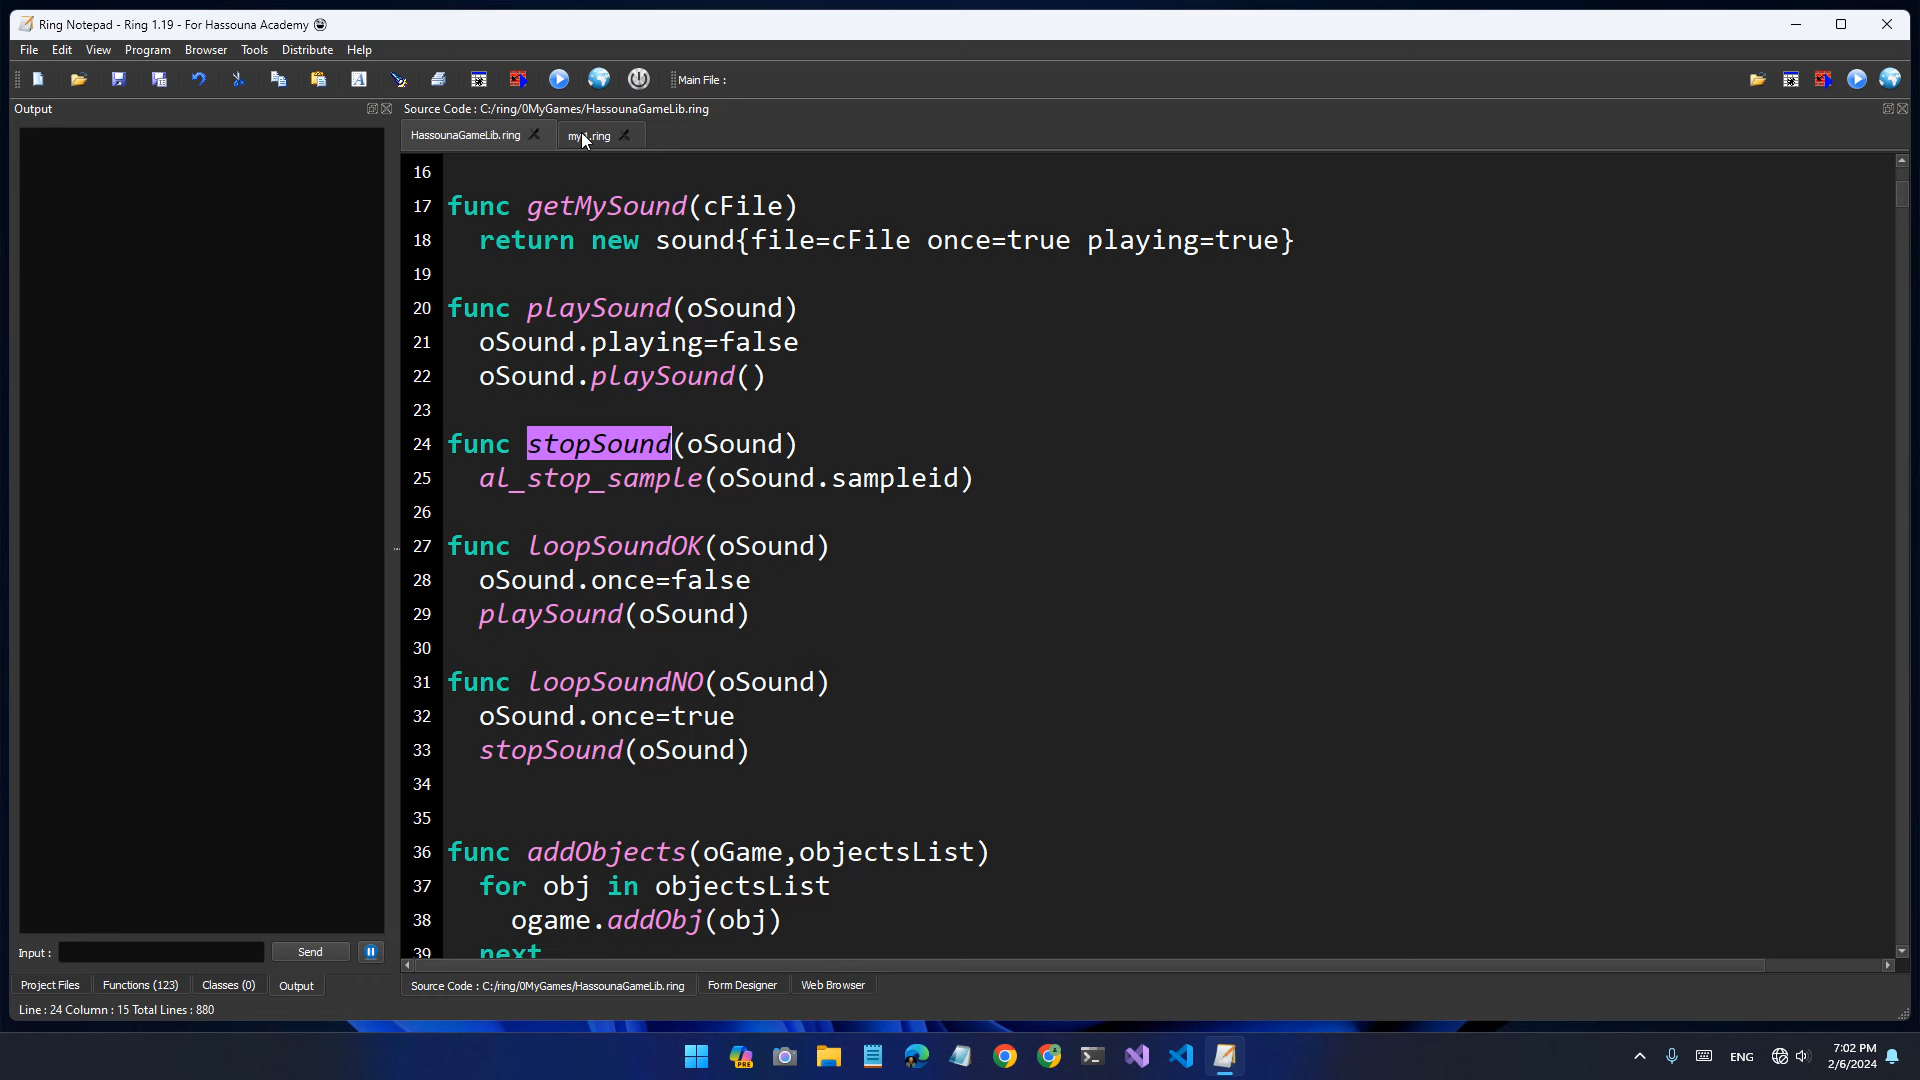 Ring Notepad - Ring 1.19 - For Hassouna Academy 😀
File Edit View Program Browser Tools Distribute Help
Main File :
Output
Source Code : C:/ring/0MyGames/HassounaGameLib.ring
HassounaGameLib.ring
16
17 func getMySound(cFile)
18 return new sound{file=cFile once=true playing=true}
19
20 func playSound(oSound)
21 oSound.playing=false
22 oSound.playSound()
23
24 func stopSound(oSound)
25 al_stop_sample(oSound.sampleid)
26
27 func loopSoundOK(oSound)
28 oSound.once=false
29 playSound(oSound)
30
31 func loopSoundNO(oSound)
32 oSound.once=true
33 stopSound(oSound)
34
35
36 func addObjects(oGame,objectsList)
37 for obj in objectsList
38 ogame.addObj(obj)
39 next
Input : Send
Project Files Functions (123) Classes (0) Output
Source Code : C:/ring/0MyGames/HassounaGameLib.ring Form Designer Web Browser
Line : 24 Column : 15 Total Lines : 880
PRE
ENG
7:02 PM
2/6/2024